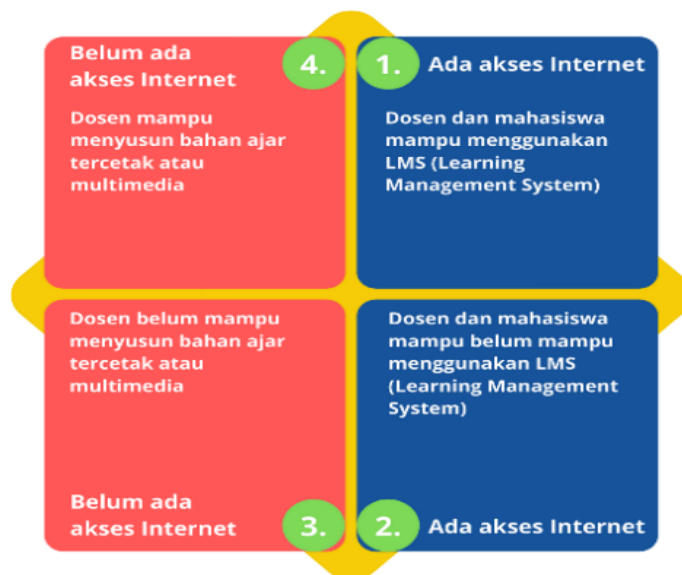 Belum ada
akses Internet
4.
Dosen mampu
menyusun bahan ajar
tercetak atau
multimedia
1.
Ada akses Internet
Dosen dan mahasiswa
mampu menggunakan
LMS (Learning
Management System)
Dosen belum mampu
menyusun bahan ajar
tercetak atau
multimedia
Belum ada
akses Internet
3.
Dosen dan mahasiswa
mampu belum mampu
menggunakan LMS
(Learning Management
System)
2.
Ada akses Internet